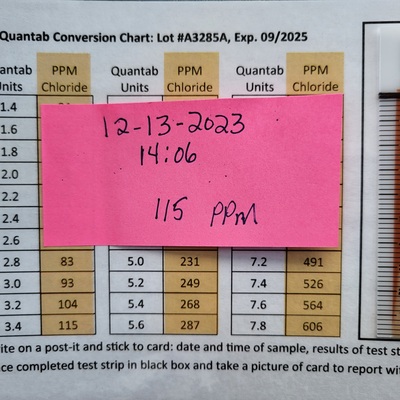 Quantab Conversion Chart: Lot #A3285A, Exp. 09/2025
antab PPM Quantab PPM Quantab PPM
Units Chloride Units Chloride Units Chloride
1.4
1.6
1.8
2.0
2.2
2.4
2.6
12-13-2023
14:06
115 PPM
2.8 83 5.0 231 7.2 491
3.0 93 5.2 249 7.4 526
3.2 104 5.4 268 7.6 564
3.4 115 5.6 287 7.8 606
ite on a post-it and stick to card: date and time of sample, results of test st
ce completed test strip in black box and take a picture of card to report wit